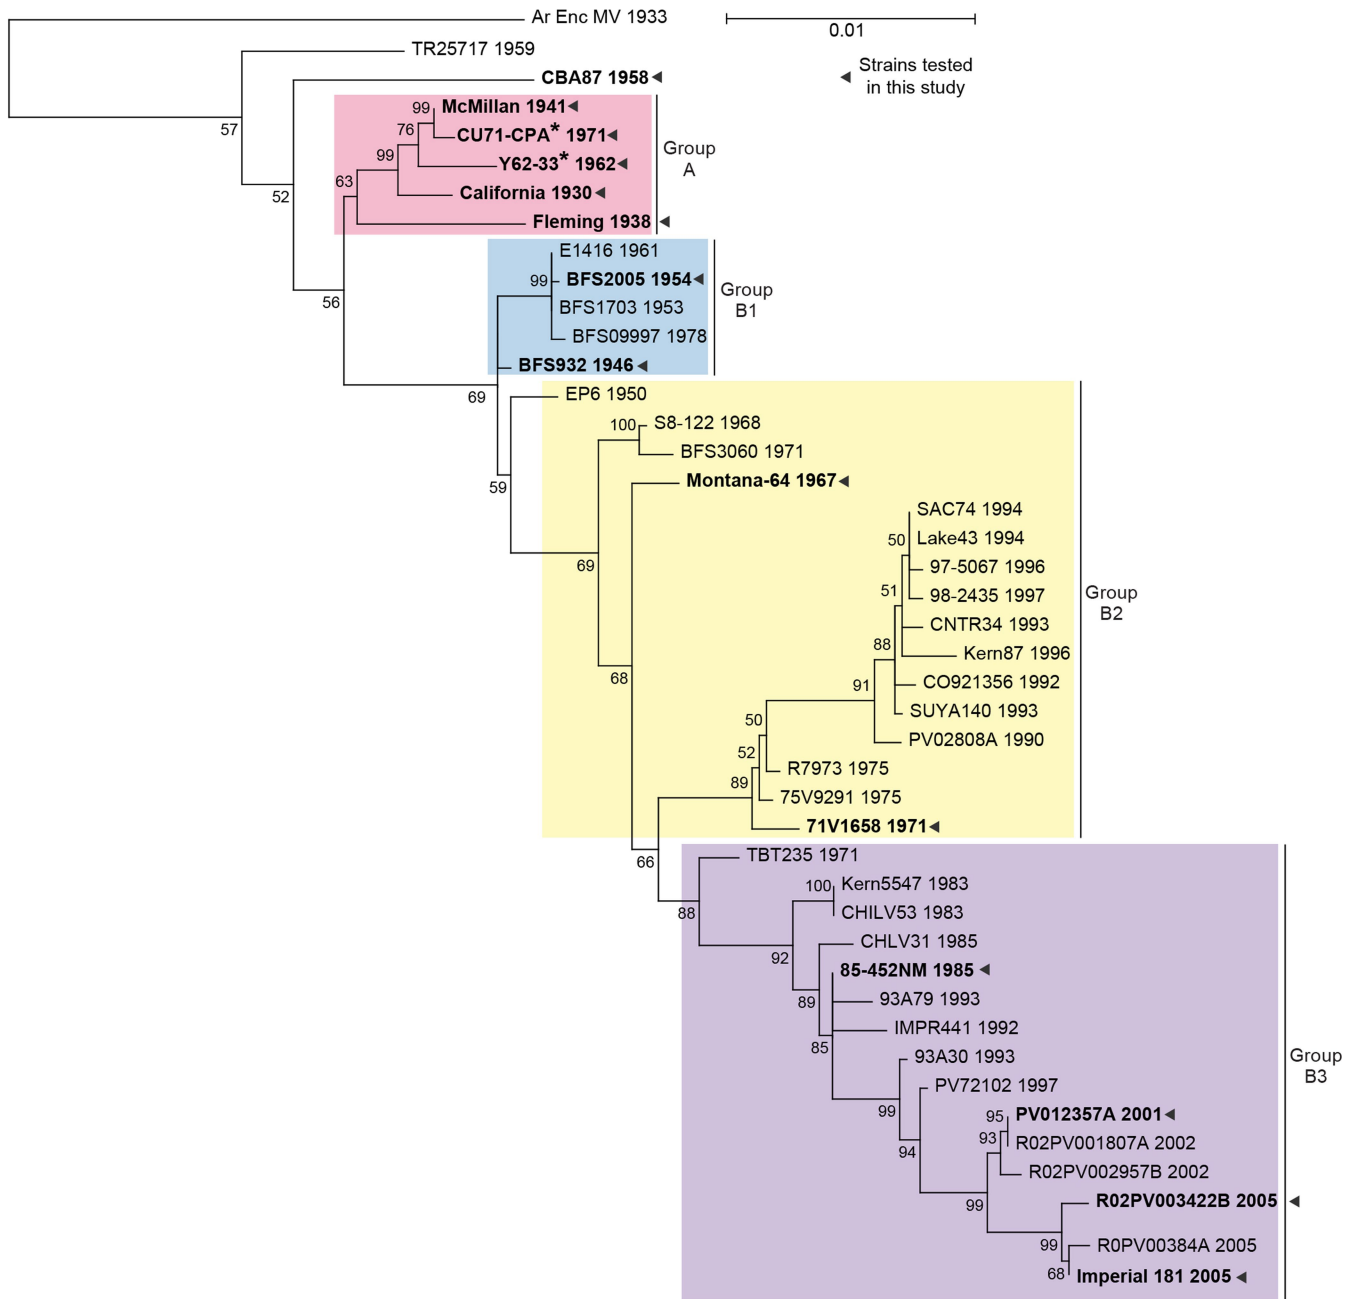 Ar Enc MV 1933
0.01
TR25717 1959
Strains tested
in this study
CBA87 1958
57
McMillan 1941
99
CU71-CPA* 1971
76
Group
A
Y62-33* 1962
99
California 1930
63
52
Fleming 1938
E1416 1961
BFS2005 1954
99
Group
B1
56
BFS1703 1953
BFS09997 1978
BFS932 1946
69
EP6 1950
S8-122 1968
100
BFS3060 1971
Montana-64 1967
59
SAC74 1994
Lake43 1994
50
97-5067 1996
69
98-2435 1997
51
Group
B2
CNTR34 1993
88
Kern87 1996
68
CO921356 1992
91
SUYA140 1993
50
PV02808A 1990
52
R7973 1975
89
75V9291 1975
71V1658 1971
66
TBT235 1971
Kern5547 1983
100
CHILV53 1983
88
CHLV31 1985
92
85-452NM 1985
89
93A79 1993
IMPR441 1992
85
93A30 1993
Group
B3
PV72102 1997
99
PV012357A 2001
95
R02PV001807A 2002
93
94
R02PV002957B 2002
R02PV003422B 2005
99
R0PV00384A 2005
99
Imperial 181 2005
68